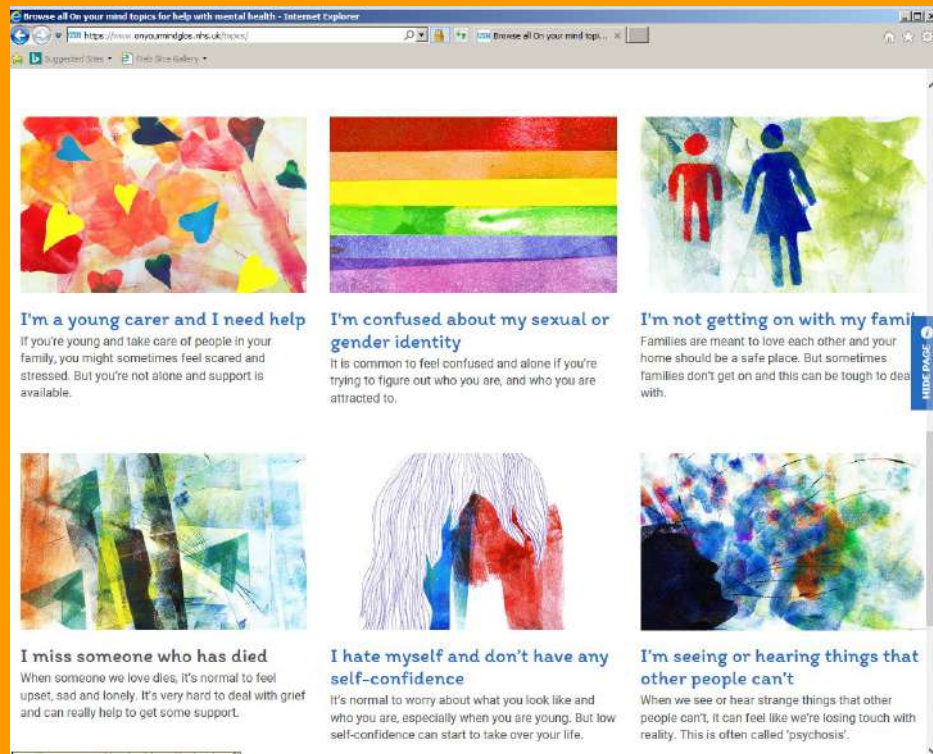 Browse all On your mind topics for help with mental health - Internet Explorer
https://www.onyourmindglos.nhs.uk/topics/
Browse all On your mind topi...
Suggested Sites
Web Slice Gallery
I'm a young carer and I need help
If you're young and take care of people in your
family, you might sometimes feel scared and
stressed. But you're not alone and support is
available.
I'm confused about my sexual or
gender identity
It is common to feel confused and alone if you're
trying to figure out who you are, and who you are
attracted to.
I'm not getting on with my famil
Families are meant to love each other and your
home should be a safe place. But sometimes
families don't get on and this can be tough to dea
with.
HIDE PAGE
I miss someone who has died
When someone we love dies, it's normal to feel
upset, sad and lonely. It's very hard to deal with grief
and can really help to get some support.
I hate myself and don't have any
self-confidence
It's normal to worry about what you look like and
who you are, especially when you are young. But low
self-confidence can start to take over your life.
I'm seeing or hearing things that
other people can't
When we see or hear strange things that other
people can't, it can feel like we're losing touch with
reality. This is often called 'psychosis'.